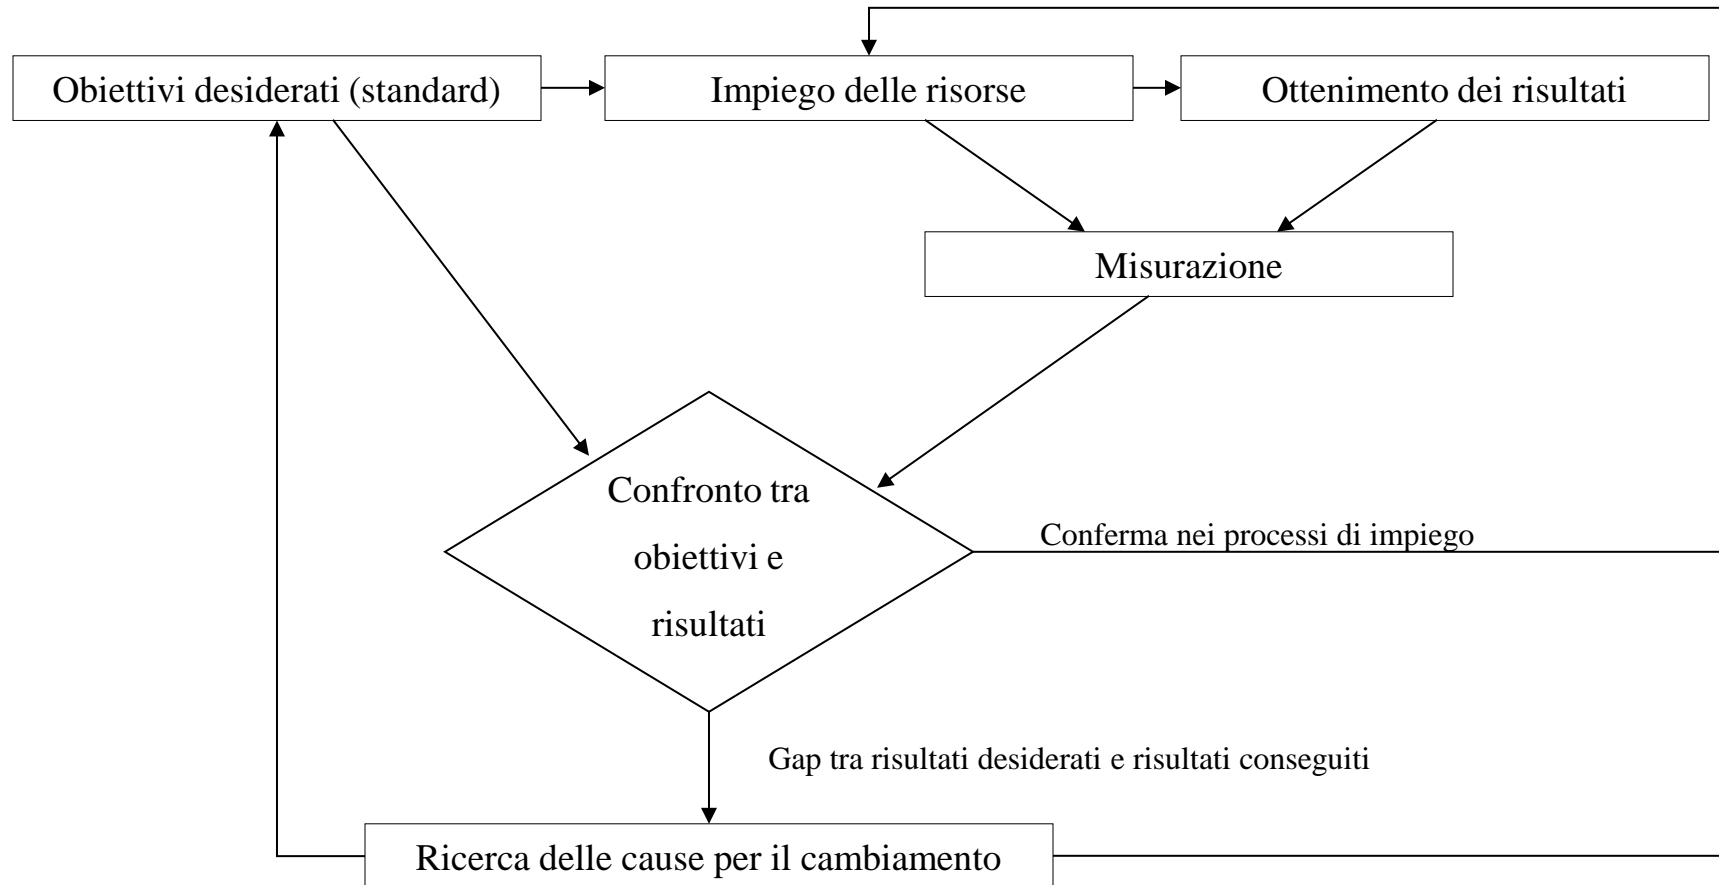 Obiettivi desiderati (standard)
Impiego delle risorse
Ottenimento dei risultati
Misurazione
Confronto tra
obiettivi e
risultati
Conferma nei processi di impiego
Gap tra risultati desiderati e risultati conseguiti
Ricerca delle cause per il cambiamento